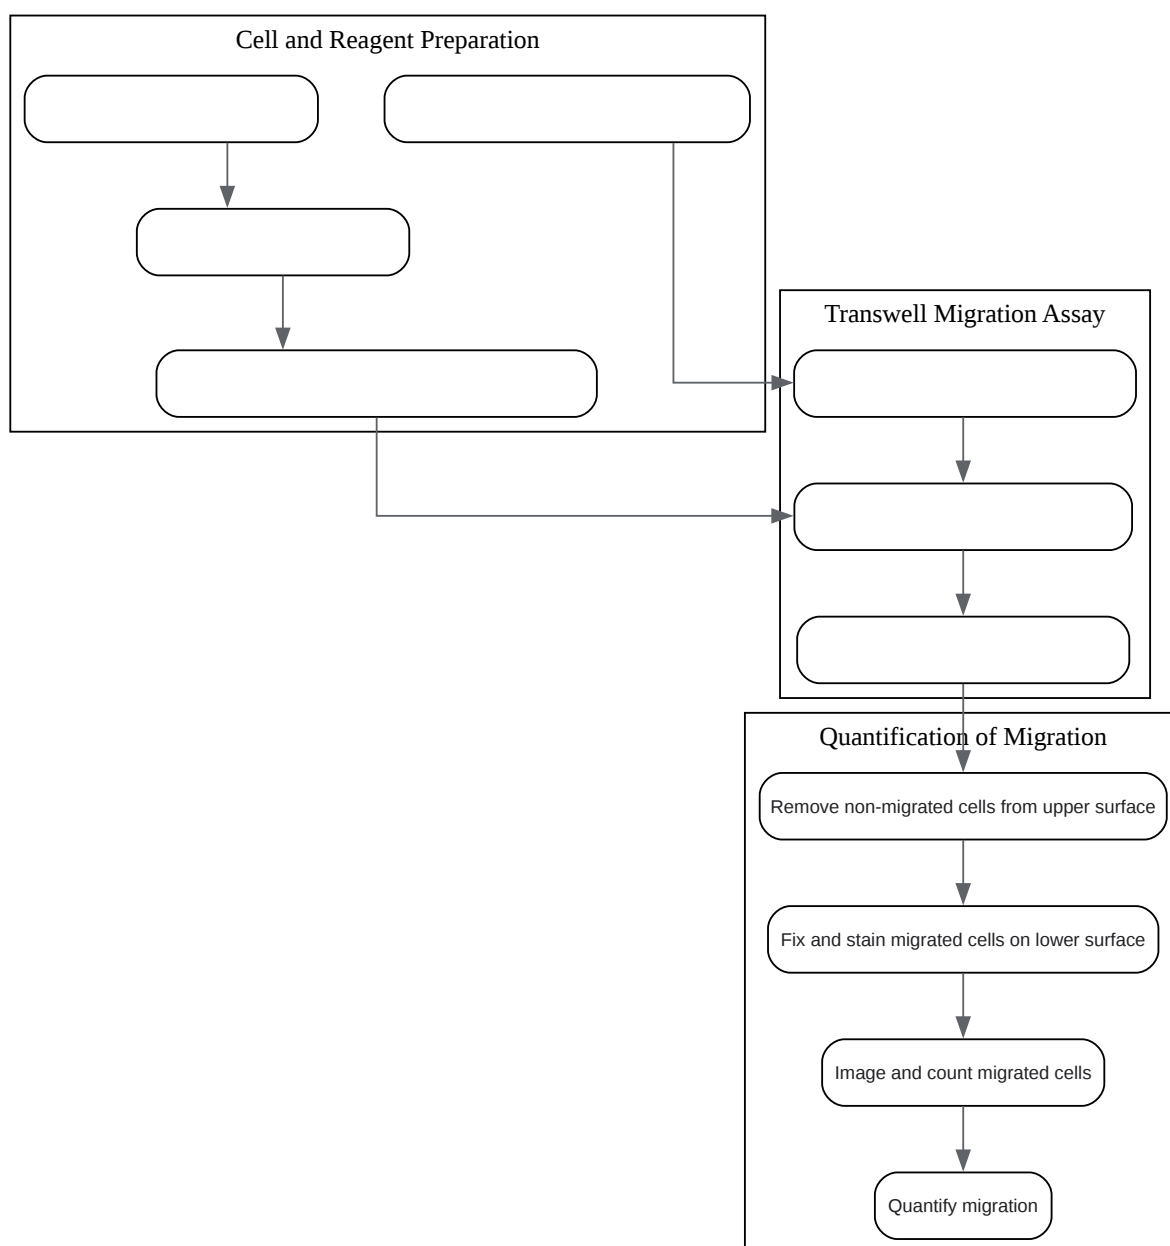 Cell and Reagent Preparation
Transwell Migration Assay
Quantification of Migration
Remove non-migrated cells from upper surface
Fix and stain migrated cells on lower surface
Image and count migrated cells
Quantify migration